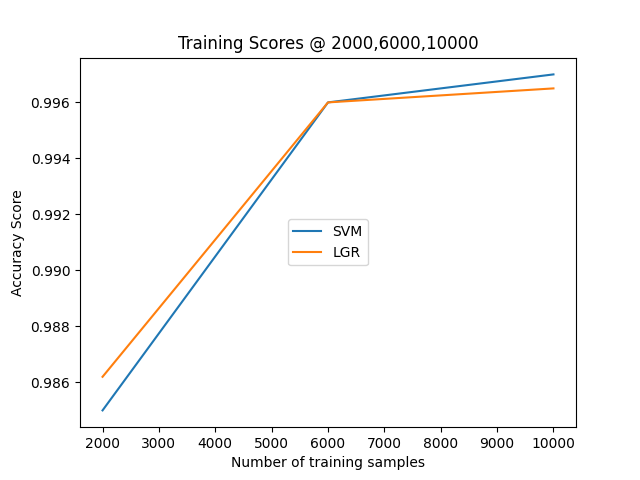 Training Scores @ 2000,6000,10000
0.996
0.994
0.992
0.990
0.988
0.986
Accuracy Score
SVM
LGR
2000 3000 4000 5000 6000 7000 8000 9000 10000
Number of training samples